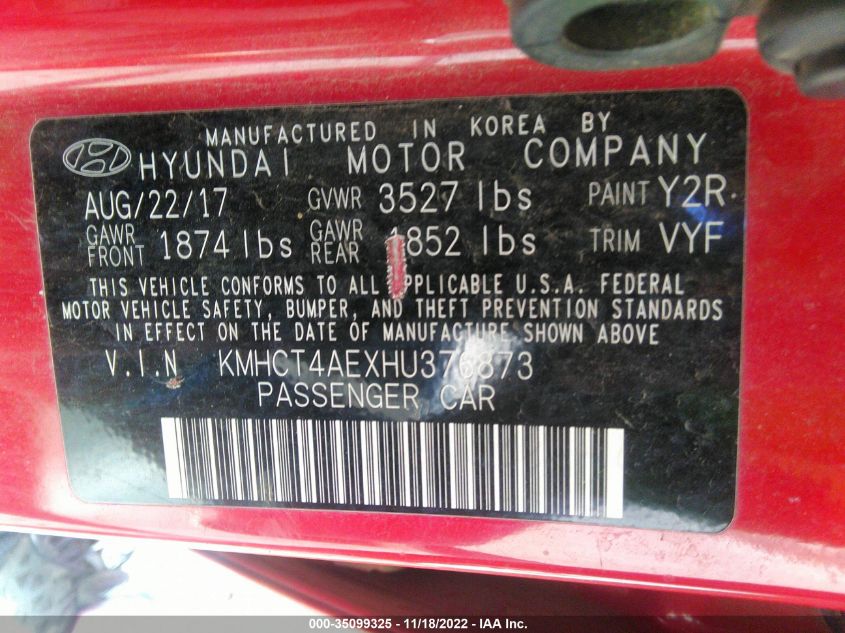 MANUFACTURED IN KOREA BY
HYUNDAI MOTOR COMPANY
AUG/22/17 GVWR 3527 lbs PAINT Y2R
GAWR FRONT 1874 lbs GAWR REAR 1852 lbs TRIM VYF
THIS VEHICLE CONFORMS TO ALL APPLICABLE U.S.A. FEDERAL
MOTOR VEHICLE SAFETY, BUMPER, AND THEFT PREVENTION STANDARDS
IN EFFECT ON THE DATE OF MANUFACTURE SHOWN ABOVE
V.I.N KMHCT4AEXHU376873
PASSENGER CAR
000-35099325 - 11/18/2022 - IAA Inc.